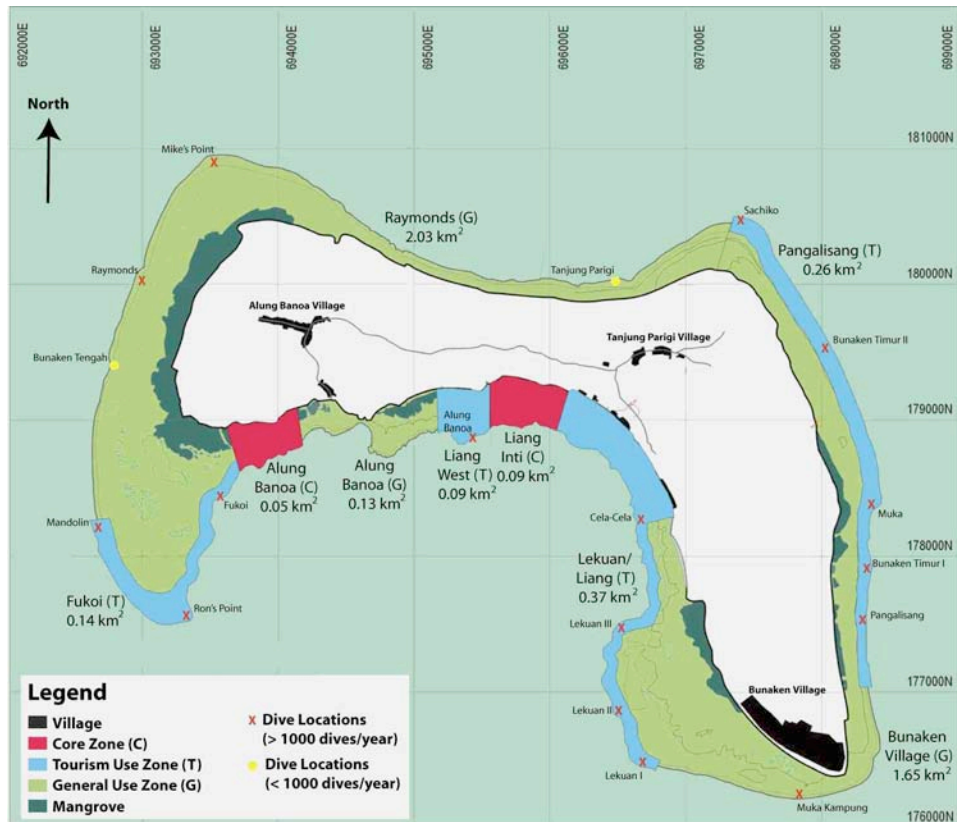 692000E
693000E
694000E
695000E
696000E
697000E
698000E
699000E
North
181000N
Mike's Point
Sachiko
Raymonds (G)
2.03 km²
Pangalisang (T)
0.26 km²
Raymonds
Tanjung Parigi
180000N
Alung Banoa Village
Tanjung Parigi Village
Bunaken Timur II
Bunaken Tengah
179000N
Alung
Banoa
Alung
Banoa (C)
0.05 km²
Alung
Banoa (G)
0.13 km²
Liang
West (T)
0.09 km²
Liang
Inti (C)
0.09 km²
Fukoi
Mandolin
Cela-Cela
Muka
178000N
Bunaken Timur I
Lekuan/
Liang (T)
0.37 km²
Fukoi (T)
0.14 km²
Ron's Point
Lekuan III
Pangalisang
177000N
Legend
Village
Core Zone (C)
Tourism Use Zone (T)
General Use Zone (G)
Mangrove
Dive Locations
(> 1000 dives/year)
Dive Locations
(< 1000 dives/year)
Bunaken Village
Lekuan II
Lekuan I
Bunaken
Village (G)
1.65 km²
Muka Kampung
176000N